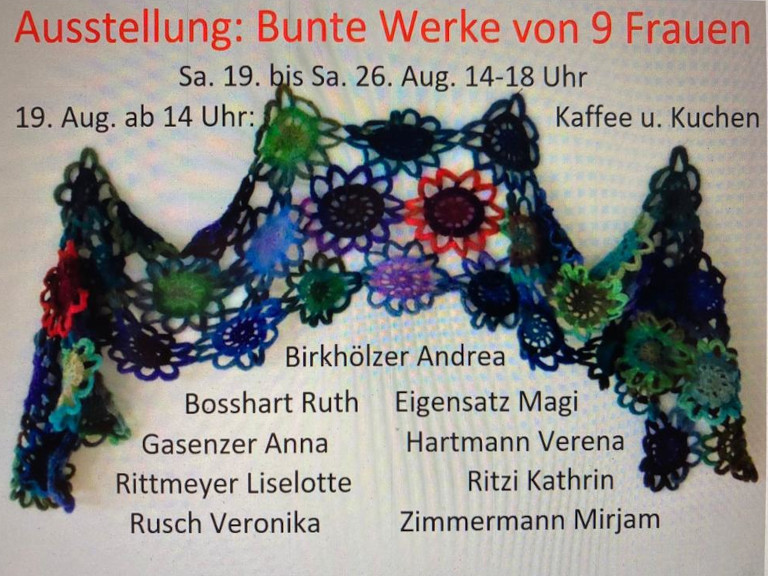 Ausstellung: Bunte Werke von 9 Frauen
Sa. 19. bis Sa. 26. Aug. 14-18 Uhr
19. Aug. ab 14 Uhr: Kaffee u. Kuchen
Birkhölzer Andrea
Bosshart Ruth Eigensatz Magi
Gasenzer Anna Hartmann Verena
Rittmeyer Liselotte Ritzi Kathrin
Rusch Veronika Zimmermann Mirjam